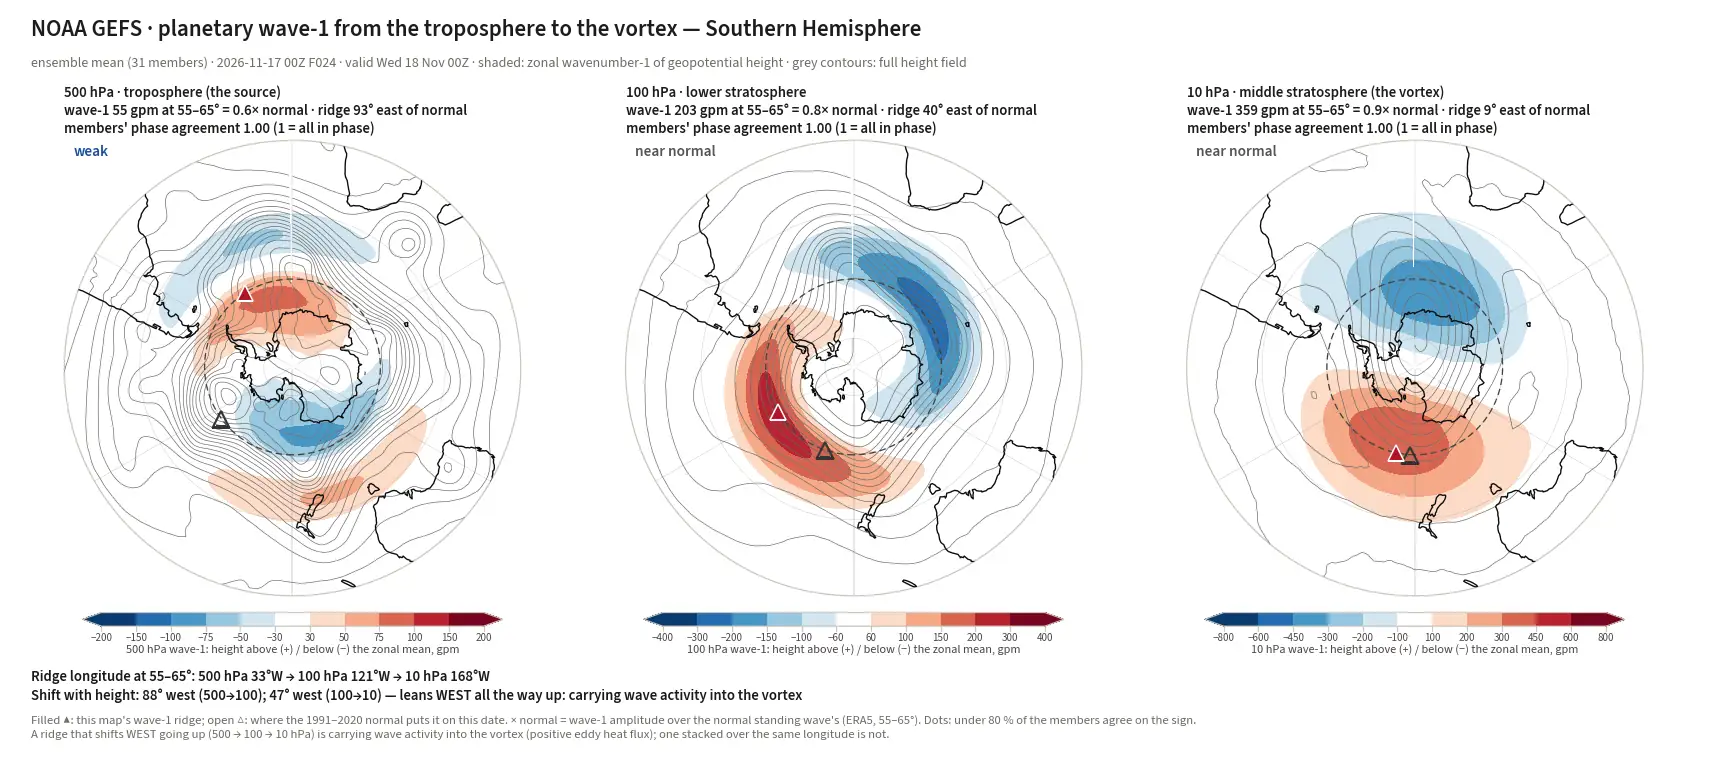 NOAA GEFS · planetary wave-1 from the troposphere to the vortex — Southern Hemisphere
ensemble mean (31 members) · 2026-11-17 00Z F024 · valid Wed 18 Nov 00Z · shaded: zonal wavenumber-1 of geopotential height · grey contours: full height field
500 hPa · troposphere (the source)
wave-1 55 gpm at 55–65° = 0.6× normal · ridge 93° east of normal
members' phase agreement 1.00 (1 = all in phase)
weak
100 hPa · lower stratosphere
wave-1 203 gpm at 55–65° = 0.8× normal · ridge 40° east of normal
members' phase agreement 1.00 (1 = all in phase)
near normal
10 hPa · middle stratosphere (the vortex)
wave-1 359 gpm at 55–65° = 0.9× normal · ridge 9° east of normal
members' phase agreement 1.00 (1 = all in phase)
near normal
−200 −150 −100 −75 −50 −30 30 50 75 100 150 200
500 hPa wave-1: height above (+) / below (−) the zonal mean, gpm
−400 −300 −200 −150 −100 −60 60 100 150 200 300 400
100 hPa wave-1: height above (+) / below (−) the zonal mean, gpm
−800 −600 −450 −300 −200 −100 100 200 300 450 600 800
10 hPa wave-1: height above (+) / below (−) the zonal mean, gpm
Ridge longitude at 55–65°: 500 hPa 33°W → 100 hPa 121°W → 10 hPa 168°W
Shift with height: 88° west (500→100); 47° west (100→10) — leans WEST all the way up: carrying wave activity into the vortex
Filled ▲: this map's wave-1 ridge; open △: where the 1991–2020 normal puts it on this date. × normal = wave-1 amplitude over the normal standing wave's (ERA5, 55–65°). Dots: under 80 % of the members agree on the sign.
A ridge that shifts WEST going up (500 → 100 → 10 hPa) is carrying wave activity into the vortex (positive eddy heat flux); one stacked over the same longitude is not.